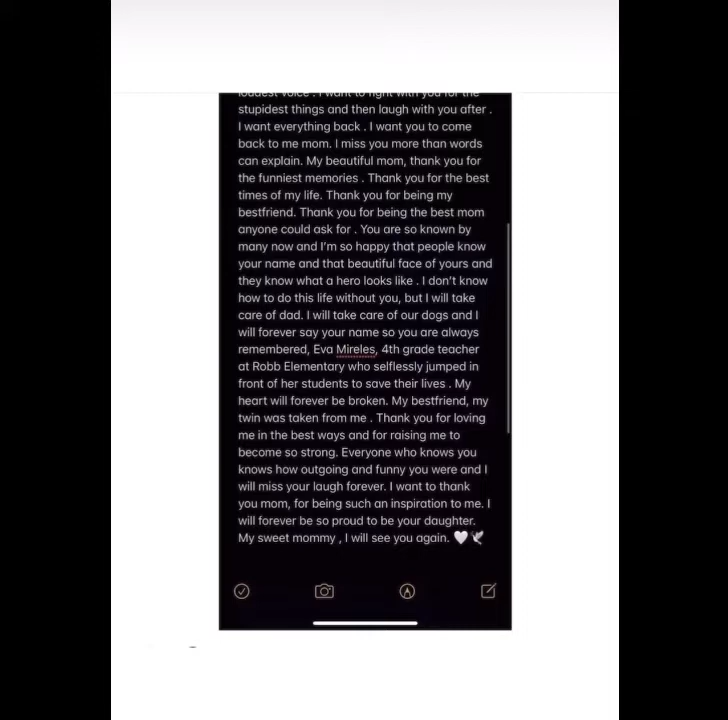 loudest voice . I want to fight with you for the
stupidest things and then laugh with you after .
I want everything back . I want you to come
back to me mom. I miss you more than words
can explain. My beautiful mom, thank you for
the funniest memories . Thank you for the best
times of my life. Thank you for being my
bestfriend. Thank you for being the best mom
anyone could ask for . You are so known by
many now and I'm so happy that people know
your name and that beautiful face of yours and
they know what a hero looks like . I don't know
how to do this life without you, but I will take
care of dad. I will take care of our dogs and I
will forever say your name so you are always
remembered, Eva Mireles, 4th grade teacher
at Robb Elementary who selflessly jumped in
front of her students to save their lives . My
heart will forever be broken. My bestfriend, my
twin was taken from me . Thank you for loving
me in the best ways and for raising me to
become so strong. Everyone who knows you
knows how outgoing and funny you were and I
will miss your laugh forever. I want to thank
you mom, for being such an inspiration to me. I
will forever be so proud to be your daughter.
My sweet mommy , I will see you again. 🤍🕊